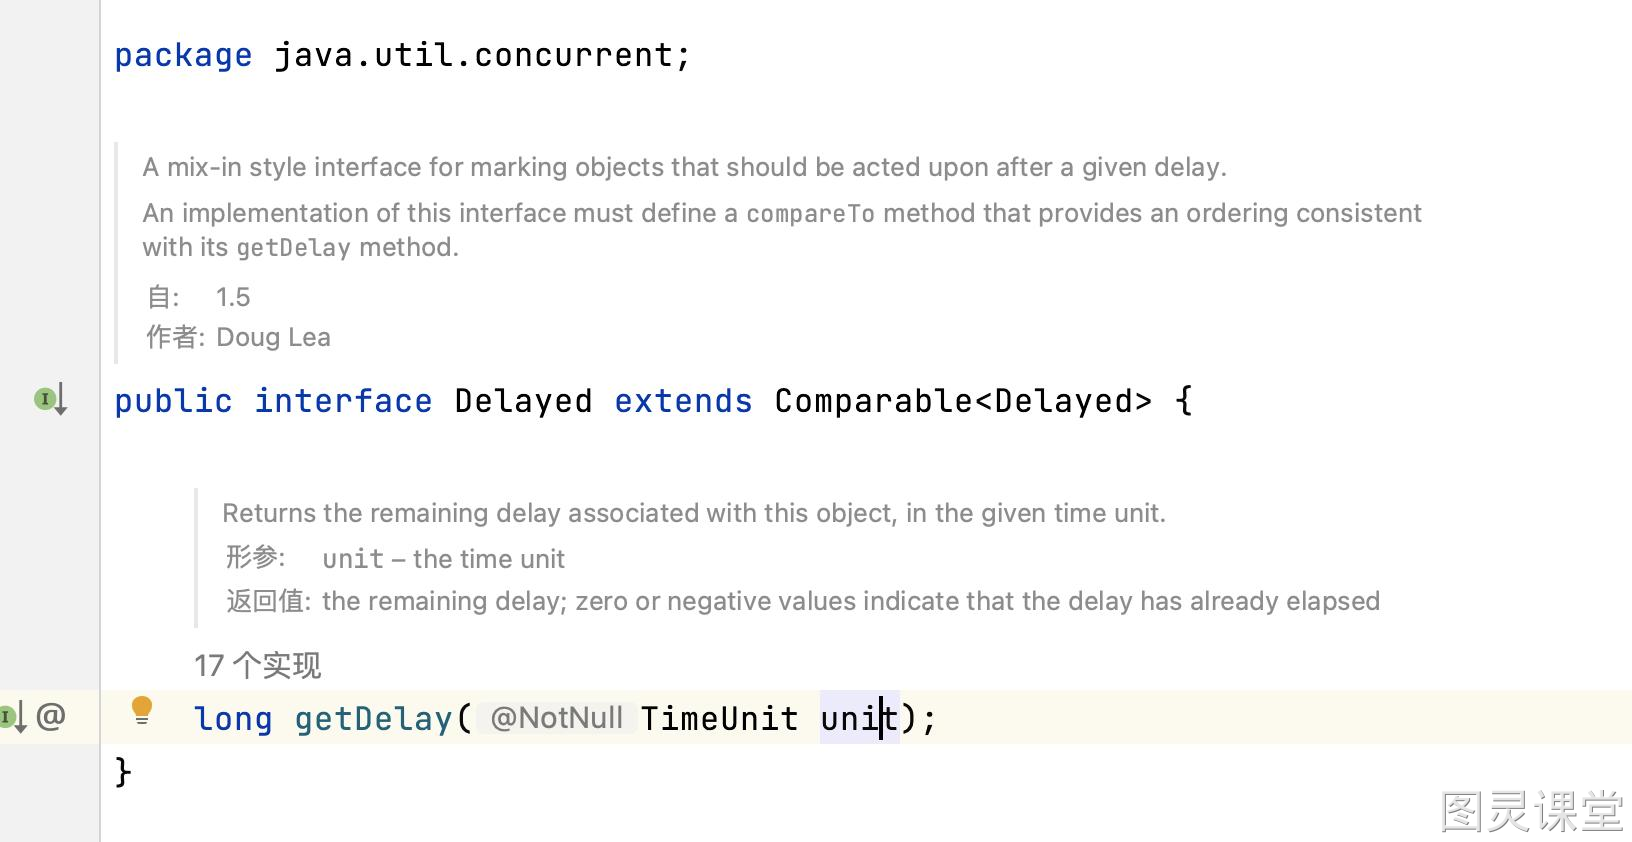 package java.util.concurrent;
A mix-in style interface for marking objects that should be acted upon after a given delay.
An implementation of this interface must define a compareTo method that provides an ordering consistent
with its getDelay method.
自: 1.5
作者: Doug Lea
public interface Delayed extends Comparable<Delayed> {
Returns the remaining delay associated with this object, in the given time unit.
形参: unit – the time unit
返回值: the remaining delay; zero or negative values indicate that the delay has already elapsed
17 个实现
long getDelay( @NotNull TimeUnit unit);
}
图灵课堂